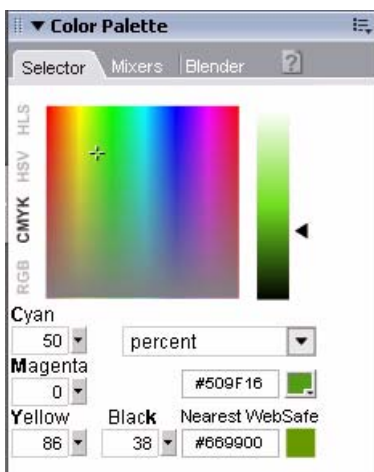 Color Palette
Selector Mixers Blender ?
HLS
HSV
CMYK
RGB
Cyan
50 percent
Magenta
0 #509F16
Yellow Black Nearest WebSafe
86 38 #669900